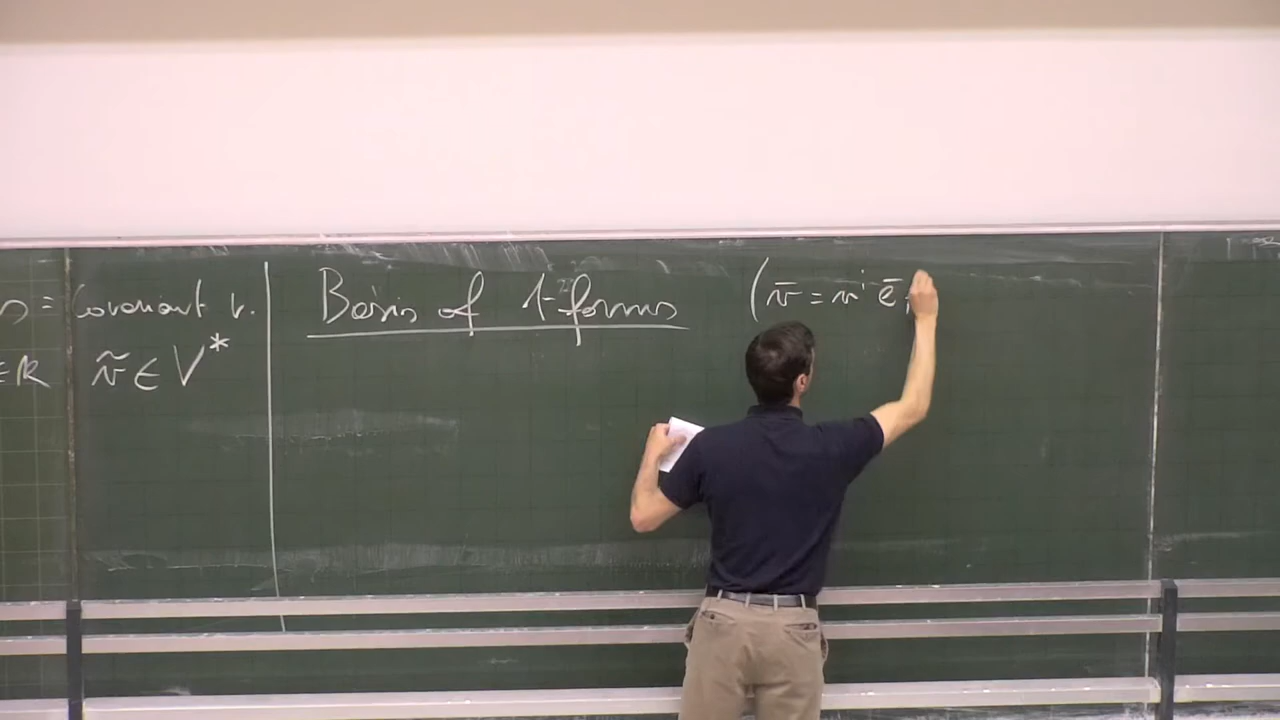 = Covariant v.
∈ℝ ṽ ∈ V*
Basis of 1-forms
(v̄ = vⁱ ēᵢ